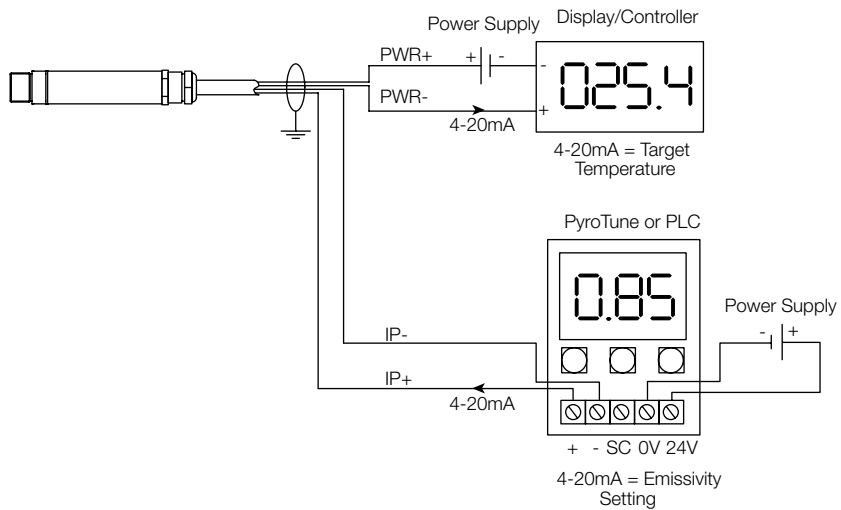 Power Supply
Display/Controller
PWR+
+
-
-
025.4
PWR-
+
4-20mA
4-20mA = Target
Temperature
PyroTune or PLC
0.85
Power Supply
-
+
IP-
IP+
4-20mA
+ - SC 0V 24V
4-20mA = Emissivity
Setting